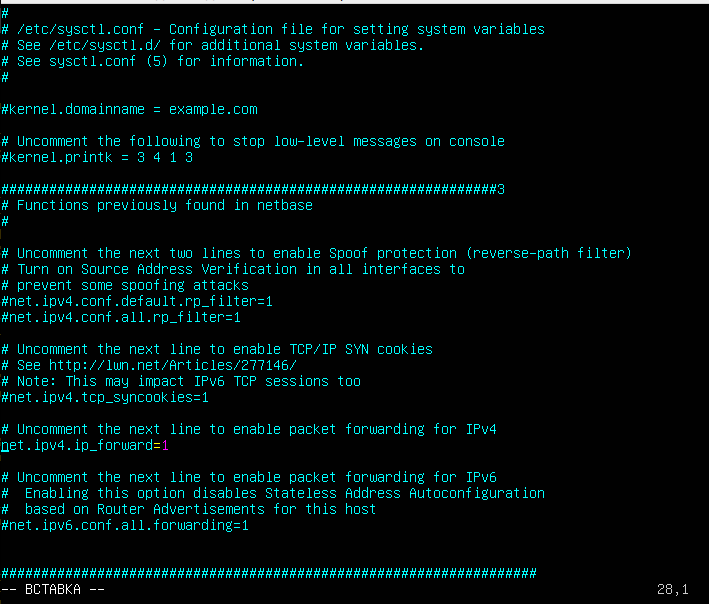 #
# /etc/sysctl.conf - Configuration file for setting system variables
# See /etc/sysctl.d/ for additional system variables.
# See sysctl.conf (5) for information.
#
#kernel.domainname = example.com
# Uncomment the following to stop low-level messages on console
#kernel.printk = 3 4 1 3
##############################################################3
# Functions previously found in netbase
#
# Uncomment the next two lines to enable Spoof protection (reverse-path filter)
# Turn on Source Address Verification in all interfaces to
# prevent some spoofing attacks
#net.ipv4.conf.default.rp_filter=1
#net.ipv4.conf.all.rp_filter=1
# Uncomment the next line to enable TCP/IP SYN cookies
# See http://lwn.net/Articles/277146/
# Note: This may impact IPv6 TCP sessions too
#net.ipv4.tcp_syncookies=1
# Uncomment the next line to enable packet forwarding for IPv4
net.ipv4.ip_forward=1
# Uncomment the next line to enable packet forwarding for IPv6
#  Enabling this option disables Stateless Address Autoconfiguration
#  based on Router Advertisements for this host
#net.ipv6.conf.all.forwarding=1
###################################################################
-- ВСТАВКА -- 28,1